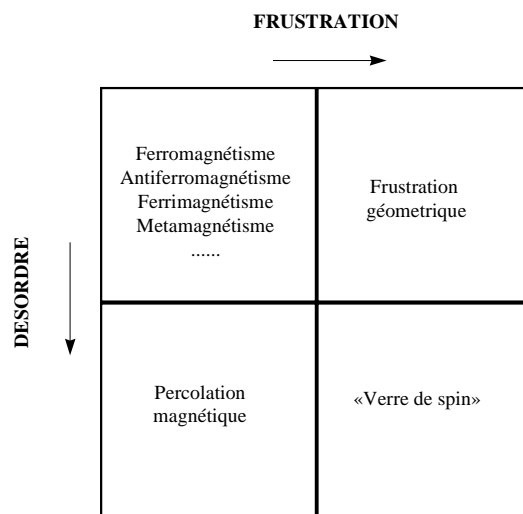 FRUSTRATION
Ferromagnétisme
Antiferromagnétisme
Ferrimagnétisme
Metamagnétisme
......
Frustration
géometrique
DESORDRE
Percolation
magnétique
«Verre de spin»